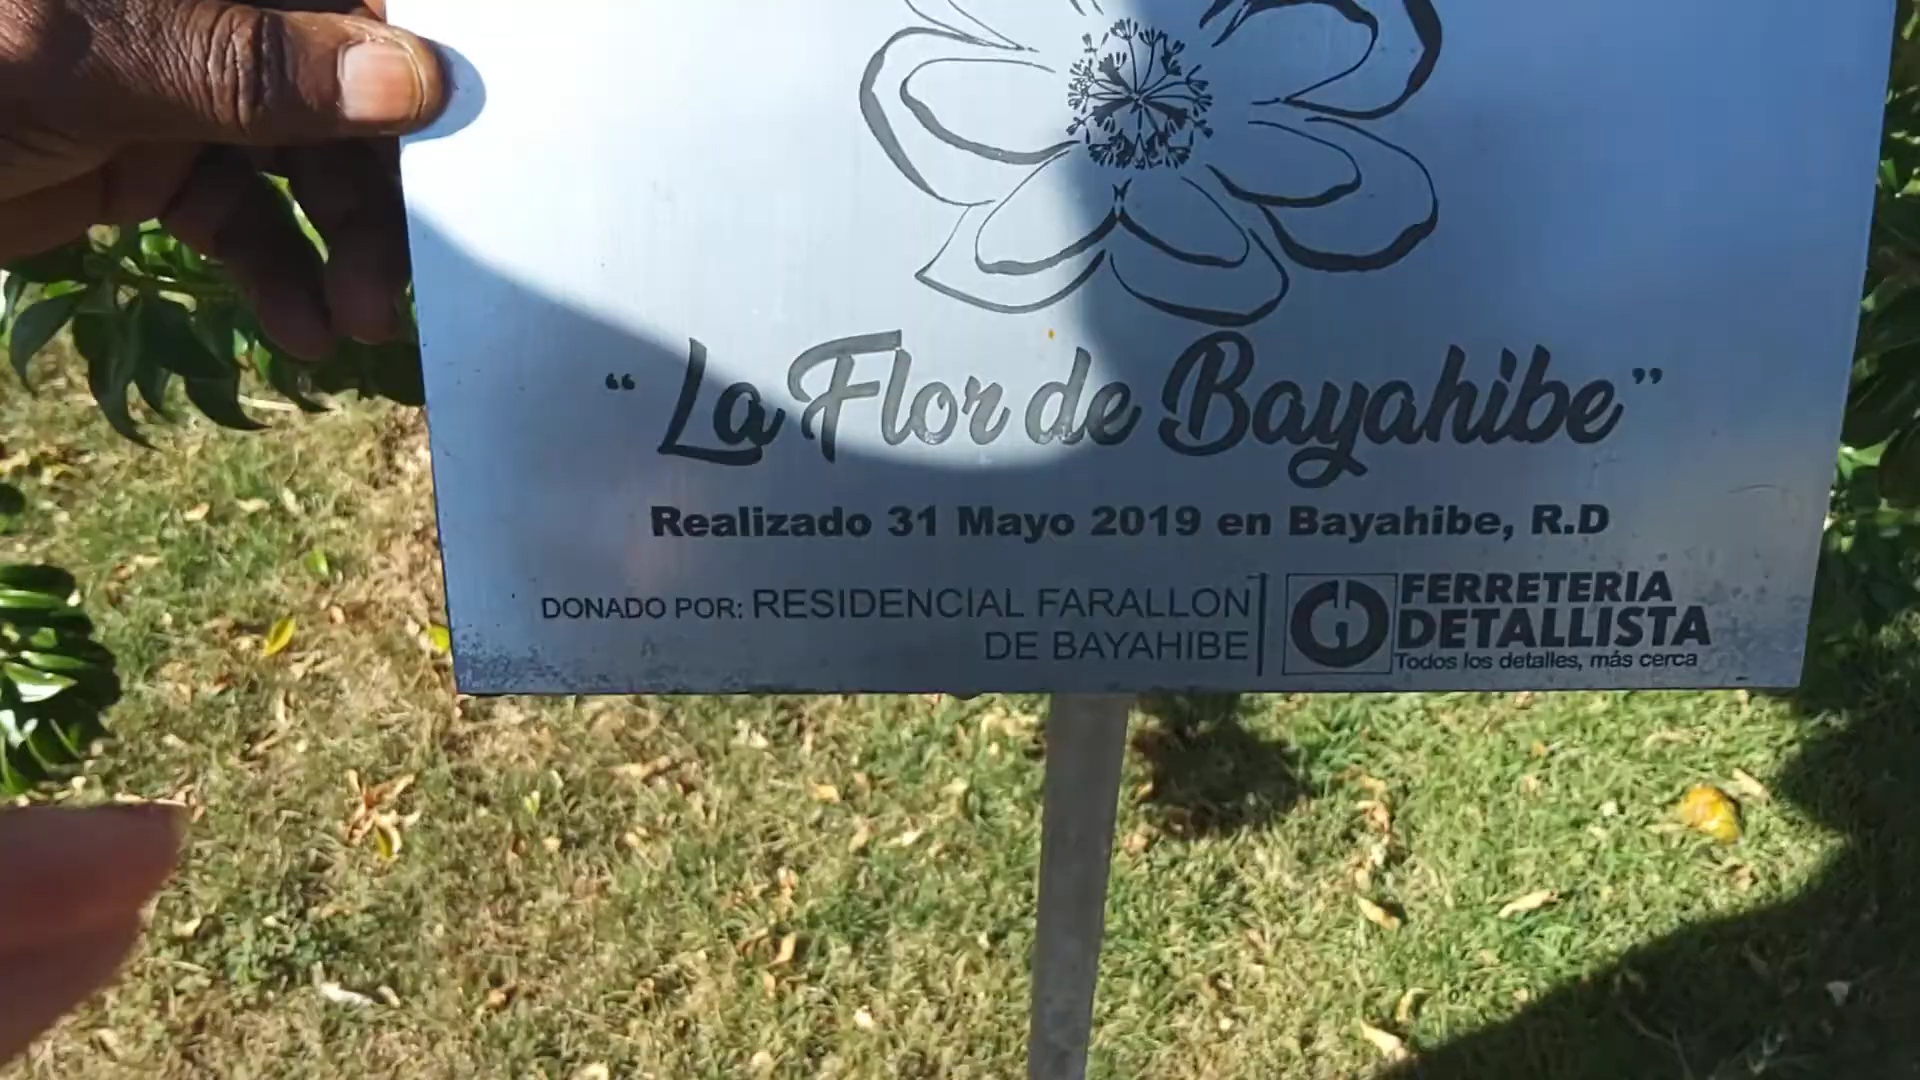 “La Flor de Bayahibe”
Realizado 31 Mayo 2019 en Bayahibe, R.D
DONADO POR: RESIDENCIAL FARALLON
DE BAYAHIBE
FERRETERIA
DETALLISTA
Todos los detalles, más cerca